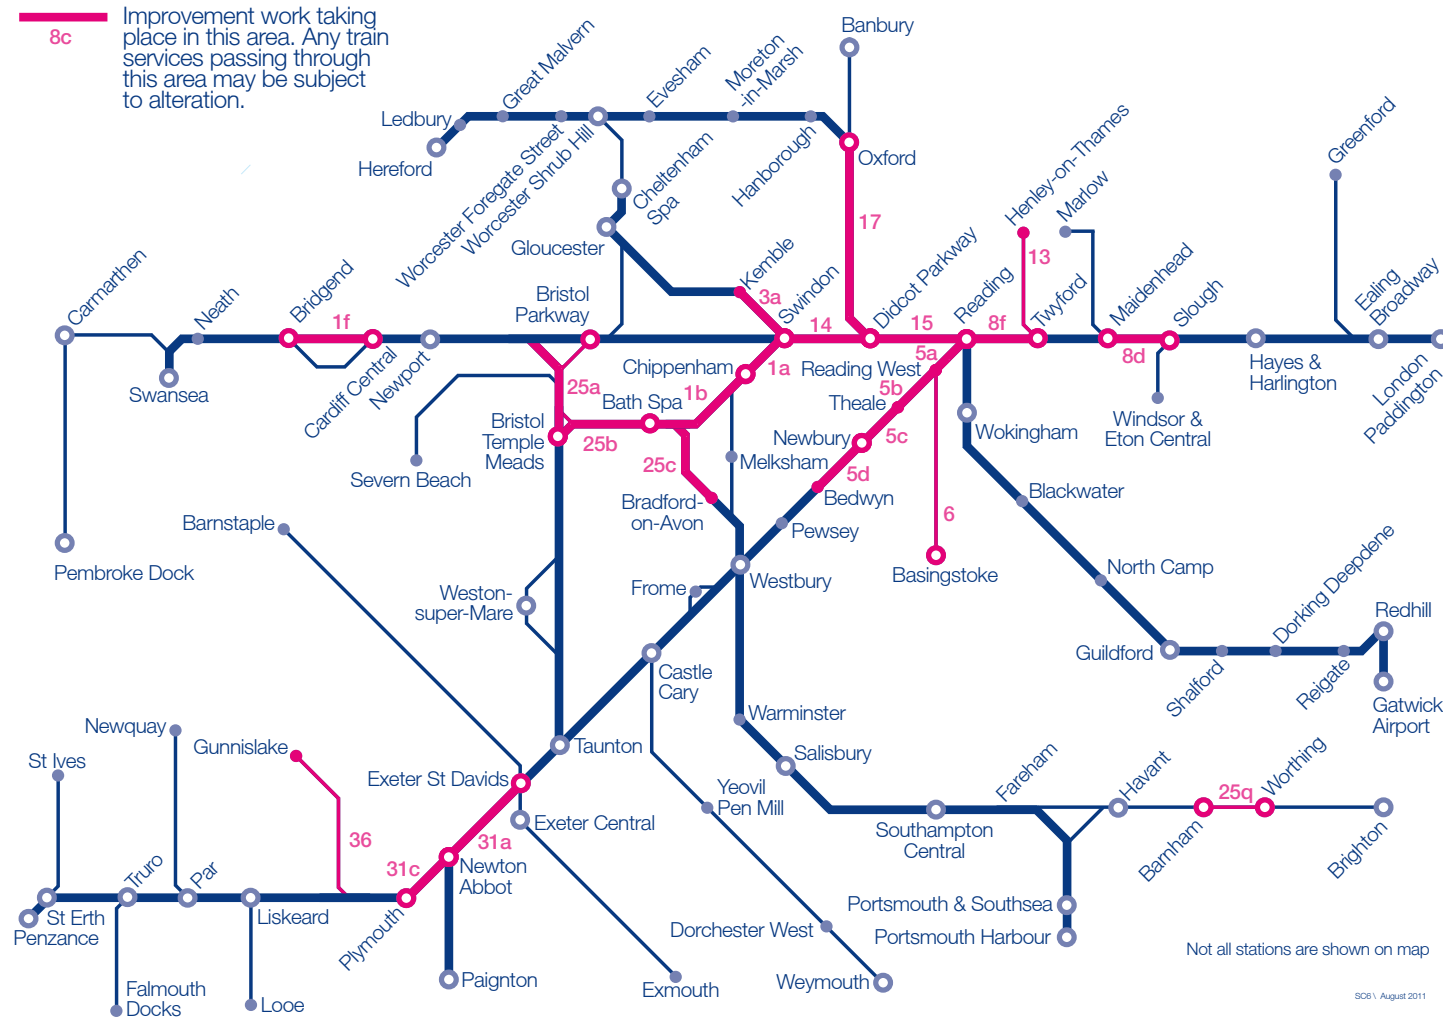 Improvement work taking
8c
place in this area. Any train
services passing through
this area may be subject
to alteration.
Banbury
Great Malvern
Evesham
Moreton
-in-Marsh
Ledbury
Hereford
Worcester Foregate Street
Worcester Shrub Hill
Cheltenham
Spa
Hanborough
Oxford
Henley-on-Thames
Marlow
Greenford
Gloucester
17
13
Carmarthen
Neath
Bridgend
1f
Bristol
Parkway
Kemble
3a
Swindon
14
Didcot Parkway
15
Reading
8f
Twyford
Maidenhead
8d
Slough
Ealing
Broadway
Swansea
Cardiff Central
Newport
Chippenham
1a
Reading West
5a
Hayes &
Harlington
London
Paddington
25a
Bath Spa
1b
5b
Theale
Windsor &
Eton Central
Bristol
Temple
Meads
25b
Newbury
5c
Wokingham
Severn Beach
25c
Melksham
5d
Bradford-
on-Avon
Bedwyn
Blackwater
6
Barnstaple
Pewsey
Pembroke Dock
Westbury
Basingstoke
North Camp
Weston-
super-Mare
Frome
Dorking Deepdene
Redhill
Castle
Cary
Guildford
Shalford
Reigate
Gatwick
Airport
Newquay
Gunnislake
Warminster
Taunton
St Ives
Exeter St Davids
Salisbury
Yeovil
Pen Mill
Fareham
Havant
25q
Worthing
36
31a
Exeter Central
Southampton
Central
Barnham
Brighton
31c
Newton
Abbot
Truro
Par
St Erth
Penzance
Liskeard
Plymouth
Portsmouth & Southsea
Portsmouth Harbour
Dorchester West
Falmouth
Docks
Looe
Paignton
Exmouth
Weymouth
Not all stations are shown on map
SC6 \ August 2011